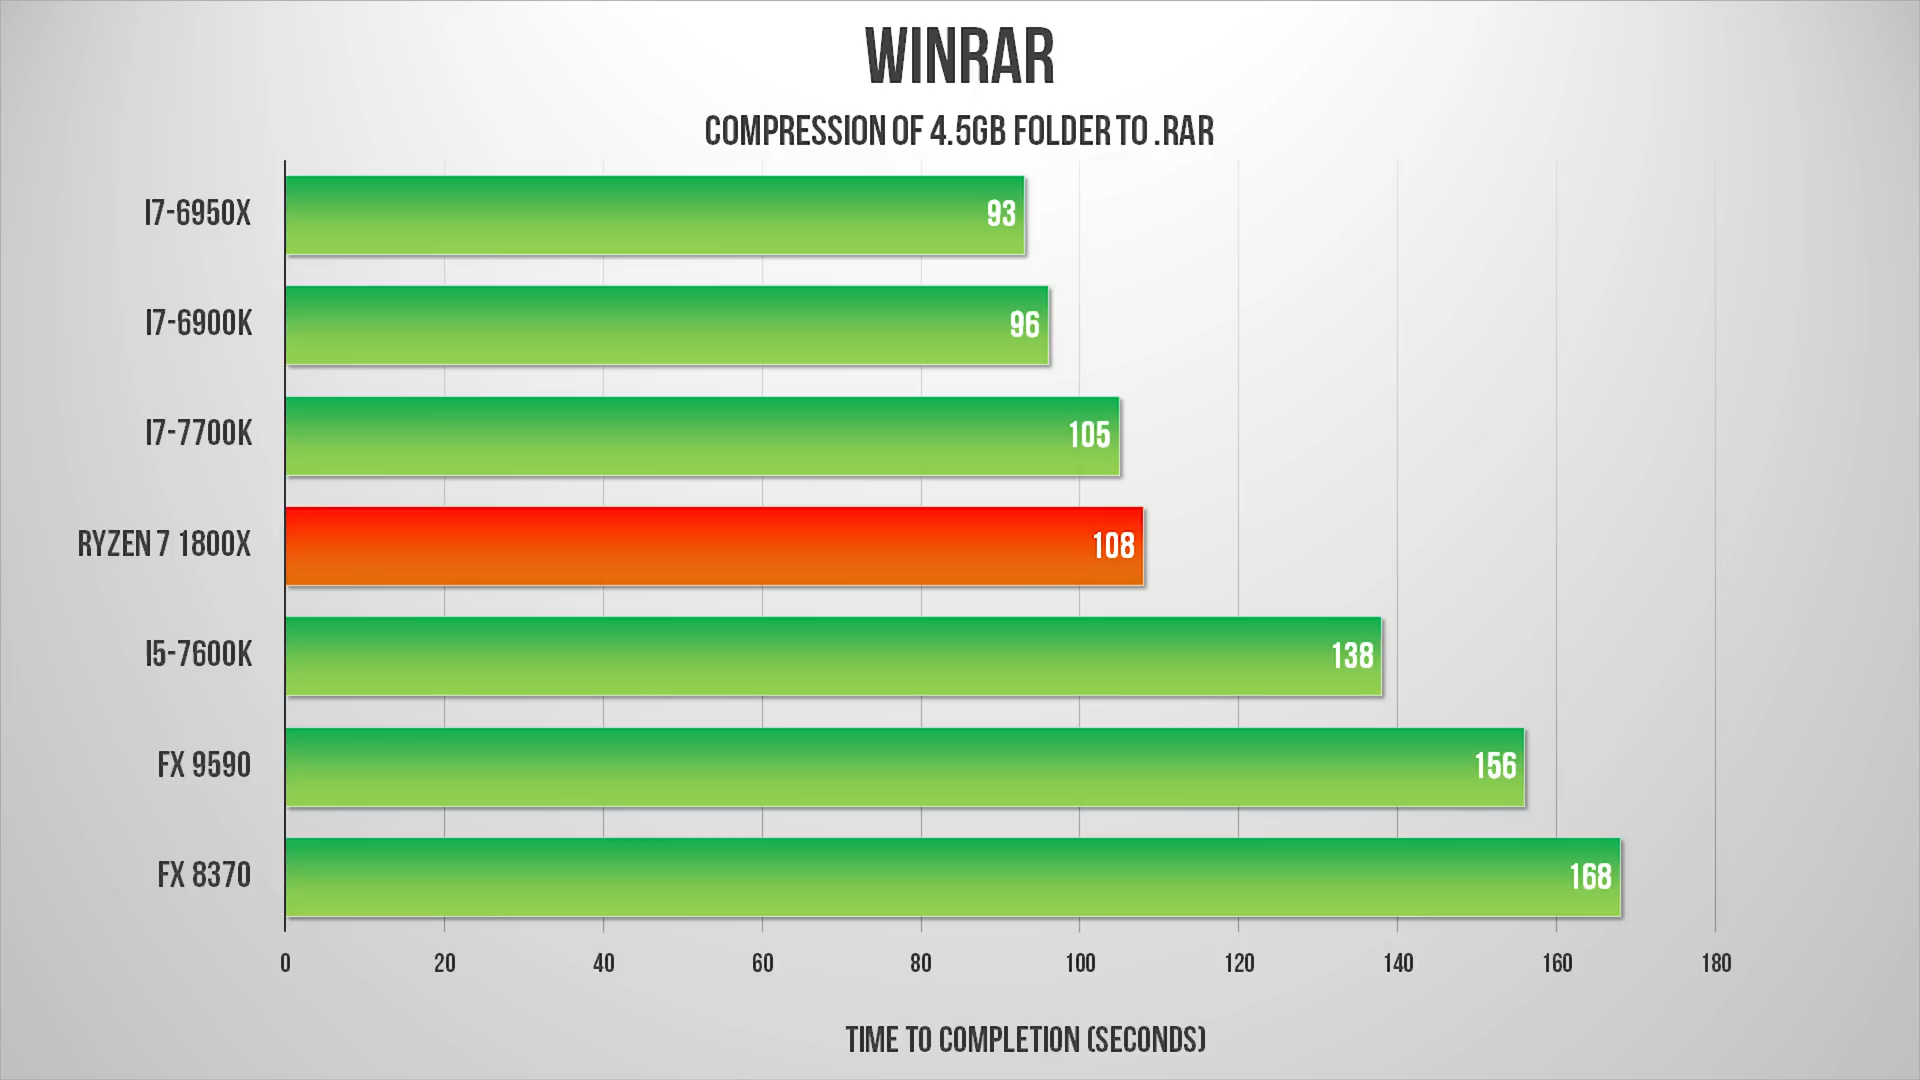 WINRAR
COMPRESSION OF 4.5GB FOLDER TO .RAR
I7-6950X 93
I7-6900K 96
I7-7700K 105
RYZEN 7 1800X 108
I5-7600K 138
FX 9590 156
FX 8370 168
0 20 40 60 80 100 120 140 160 180
TIME TO COMPLETION (SECONDS)